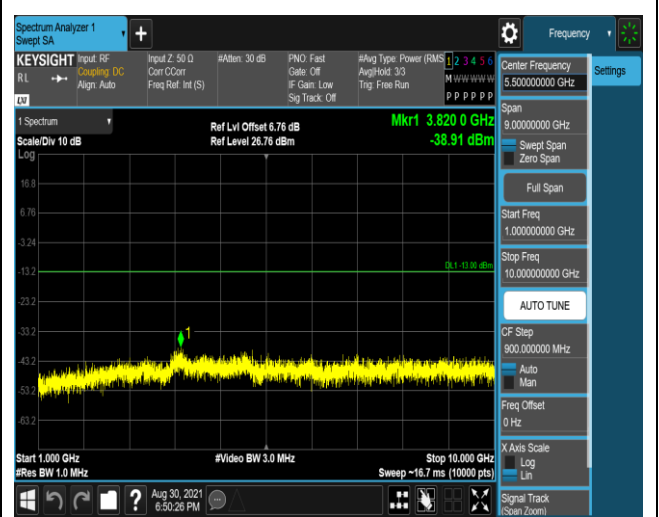 Spectrum Analyzer 1
Swept SA
+
Frequency
KEYSIGHT
RL
LXI
Input: RF
Coupling: DC
Align: Auto
Input Z: 50 Ω
Corr CCorr
Freq Ref: Int (S)
#Atten: 30 dB
PNO: Fast
Gate: Off
IF Gain: Low
Sig Track: Off
#Avg Type: Power (RMS
Avg|Hold: 3/3
Trig: Free Run
1 2 3 4 5 6
M W W W W W
P P P P P P
1 Spectrum
Scale/Div 10 dB
Log
Ref Lvl Offset 6.76 dB
Ref Level 26.76 dBm
Mkr1 3.820 0 GHz
-38.91 dBm
16.8
6.76
-3.24
-13.2
DL1 -13.00 dBm
-23.2
-33.2
1
-43.2
-53.2
-63.2
Start 1.000 GHz
#Res BW 1.0 MHz
#Video BW 3.0 MHz
Stop 10.000 GHz
Sweep ~16.7 ms (10000 pts)
?
Aug 30, 2021
6:50:26 PM
Center Frequency
5.500000000 GHz
Settings
Span
9.00000000 GHz
Swept Span
Zero Span
Full Span
Start Freq
1.000000000 GHz
Stop Freq
10.000000000 GHz
AUTO TUNE
CF Step
900.000000 MHz
Auto
Man
Freq Offset
0 Hz
X Axis Scale
Log
Lin
Signal Track
(Span Zoom)